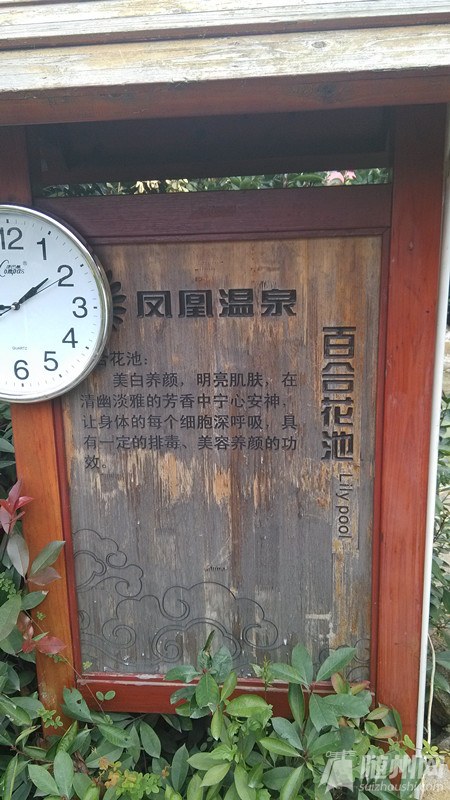 12
1
2
3
4
5
6
QUARTZ
凤凰温泉
百合花池
Lily pool
合花池：
美白养颜，明亮肌肤，在
清幽淡雅的芳香中宁心安神，
让身体的每个细胞深呼吸，具
有一定的排毒、美容养颜的功
效
随州网
suizhoushi.com